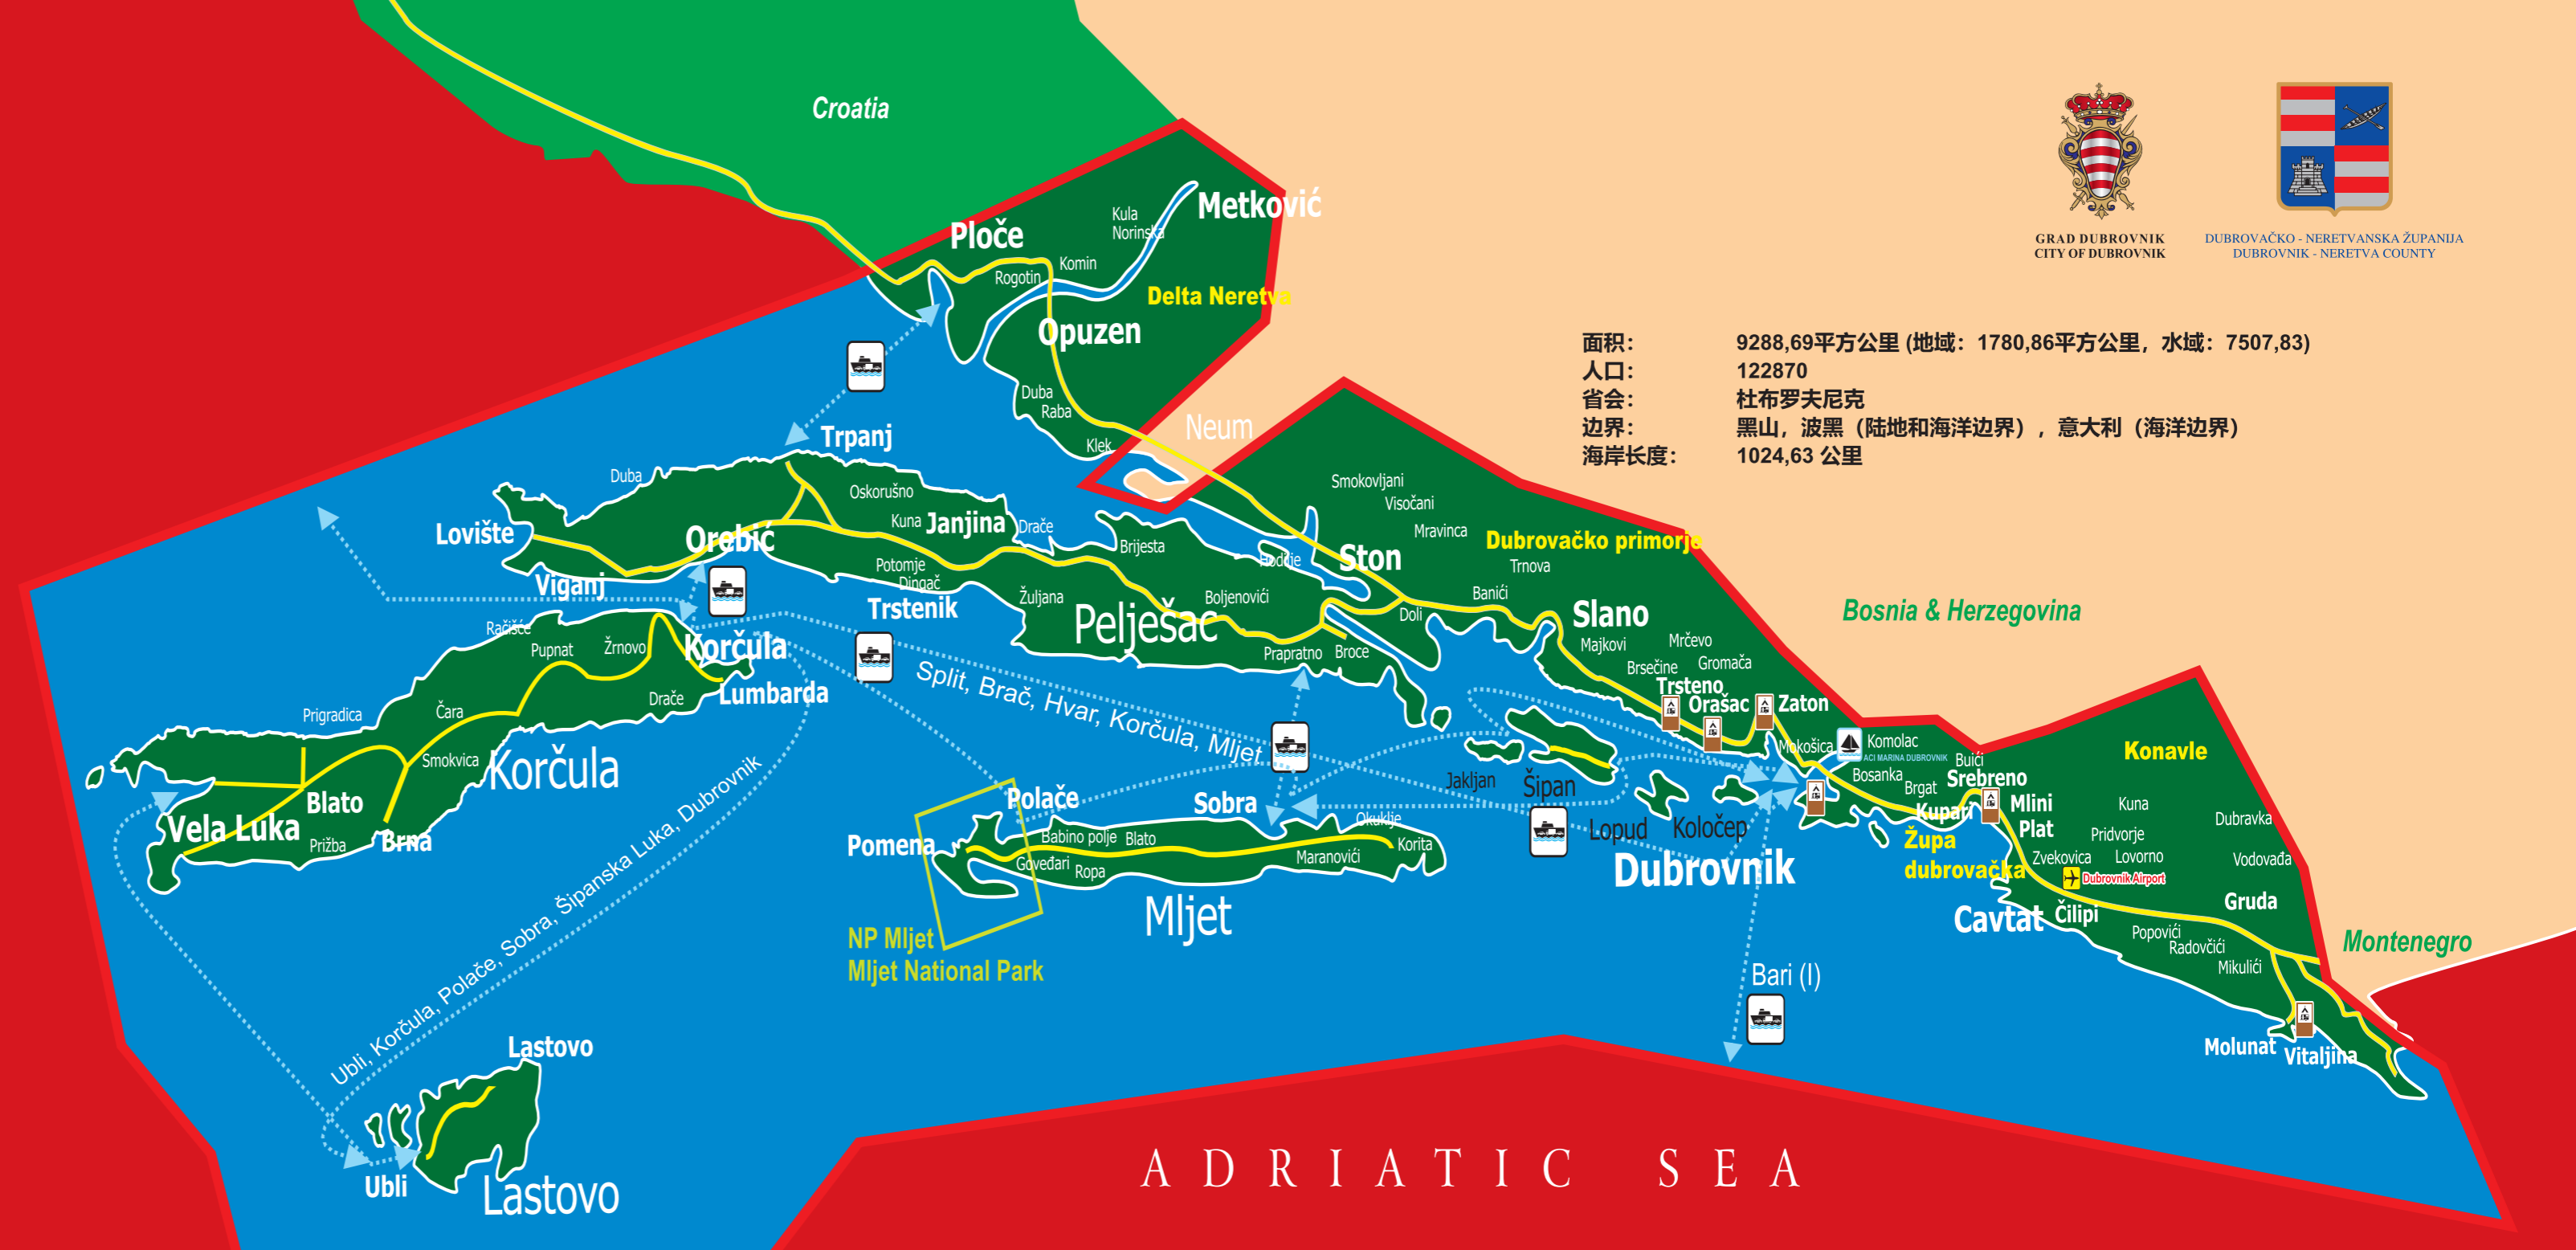 Croatia
GRAD DUBROVNIK
CITY OF DUBROVNIK
DUBROVAČKO - NERETVANSKA ŽUPANIJA
DUBROVNIK - NERETVA COUNTY
面积： 9288,69平方公里 (地域：1780,86平方公里，水域：7507,83)
人口： 122870
省会： 杜布罗夫尼克
边界： 黑山，波黑（陆地和海洋边界），意大利（海洋边界）
海岸长度： 1024,63 公里
Metković
Kula
Norinska
Ploče
Komin
Rogotin
Delta Neretva
Opuzen
Duba
Raba
Klek
Neum
Trpanj
Duba
Oskorušno
Lovište
Orebić
Kuna
Janjina
Drače
Brijesta
Hodilje
Ston
Smokovljani
Visočani
Mravinca
Dubrovačko primorje
Trnova
Banići
Viganj
Potomje
Dingač
Trstenik
Žuljana
Boljenovići
Pelješac
Doli
Slano
Bosnia & Herzegovina
Račišće
Pupnat
Žrnovo
Korčula
Lumbarda
Drače
Prapratno
Broce
Majkovi
Mrčevo
Brsečine
Gromača
Trsteno
Orašac
Zaton
Split, Brač, Hvar, Korčula, Mljet
Prigradica
Čara
Smokvica
Korčula
Blato
Vela Luka
Prižba
Brna
Mokošica
Komolac
ACI MARINA DUBROVNIK
Buići
Bosanka
Brgat
Srebreno
Kupari
Mlini
Plat
Župa
dubrovačka
Konavle
Kuna
Dubravka
Pridvorje
Zvekovica
Lovorno
Vodovađa
Dubrovnik Airport
Jakljan
Šipan
Lopud
Koločep
Dubrovnik
Polače
Sobra
Okuklje
Pomena
Babino polje
Blato
Goveđari
Ropa
Maranovići
Korita
Mljet
NP Mljet
Mljet National Park
Cavtat
Čilipi
Gruda
Popovići
Radovčići
Mikulići
Montenegro
Bari (I)
Molunat
Vitaljina
Ubli, Korčula, Polače, Sobra, Šipanska Luka, Dubrovnik
Lastovo
Ubli
Lastovo
ADRIATIC SEA